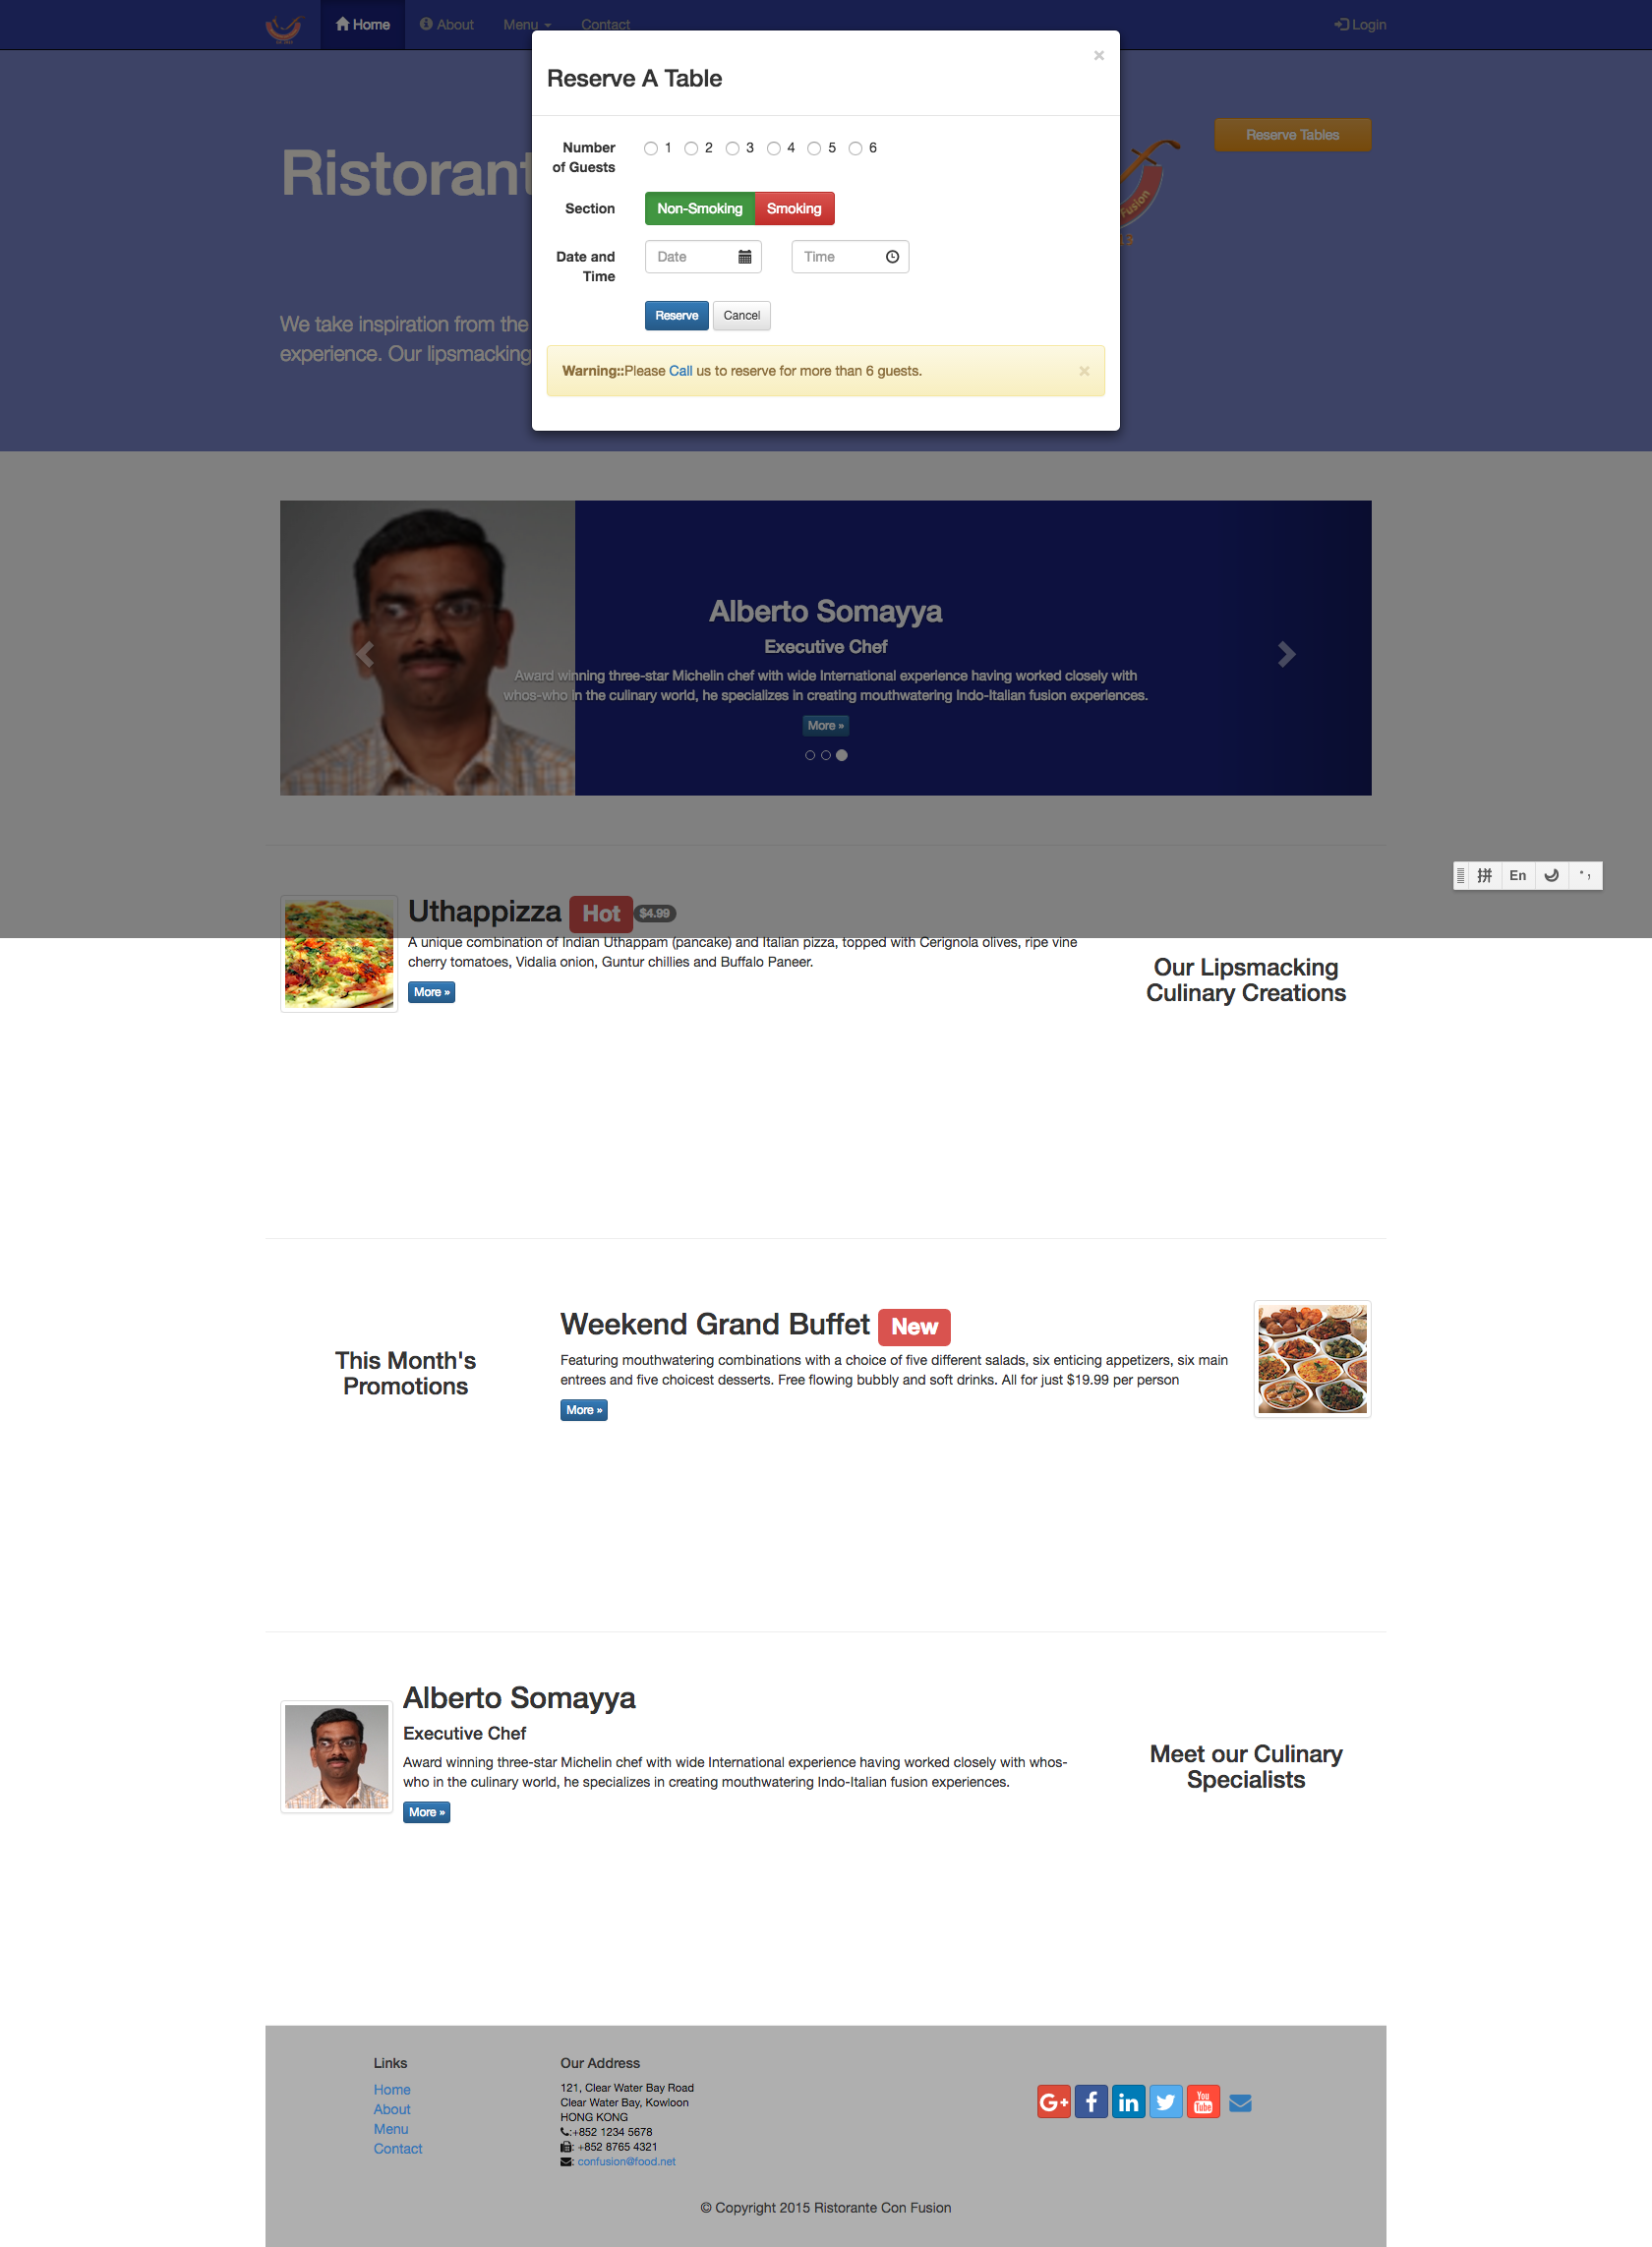 Home
About
Menu
Contact
Login
Reserve A Table
×
Reserve Tables
Number
of Guests
1 2 3 4 5 6
Section
Non-Smoking
Smoking
Date and
Time
Date
Time
Reserve
Cancel
Warning::Please Call us to reserve for more than 6 guests.
×
Ristorant
Fusion
We take inspiration from the
experience. Our lipsmacking
Alberto Somayya
Executive Chef
Award winning three-star Michelin chef with wide International experience having worked closely with
whos-who in the culinary world, he specializes in creating mouthwatering Indo-Italian fusion experiences.
More »
拼 En
Uthappizza Hot $4.99
A unique combination of Indian Uthappam (pancake) and Italian pizza, topped with Cerignola olives, ripe vine
cherry tomatoes, Vidalia onion, Guntur chillies and Buffalo Paneer.
More »
Our Lipsmacking
Culinary Creations
This Month's
Promotions
Weekend Grand Buffet New
Featuring mouthwatering combinations with a choice of five different salads, six enticing appetizers, six main
entrees and five choicest desserts. Free flowing bubbly and soft drinks. All for just $19.99 per person
More »
Alberto Somayya
Executive Chef
Award winning three-star Michelin chef with wide International experience having worked closely with whos-
who in the culinary world, he specializes in creating mouthwatering Indo-Italian fusion experiences.
More »
Meet our Culinary
Specialists
Links
Home
About
Menu
Contact
Our Address
121, Clear Water Bay Road
Clear Water Bay, Kowloon
HONG KONG
:+852 1234 5678
: +852 8765 4321
: confusion@food.net
G+ f in You Tube
© Copyright 2015 Ristorante Con Fusion